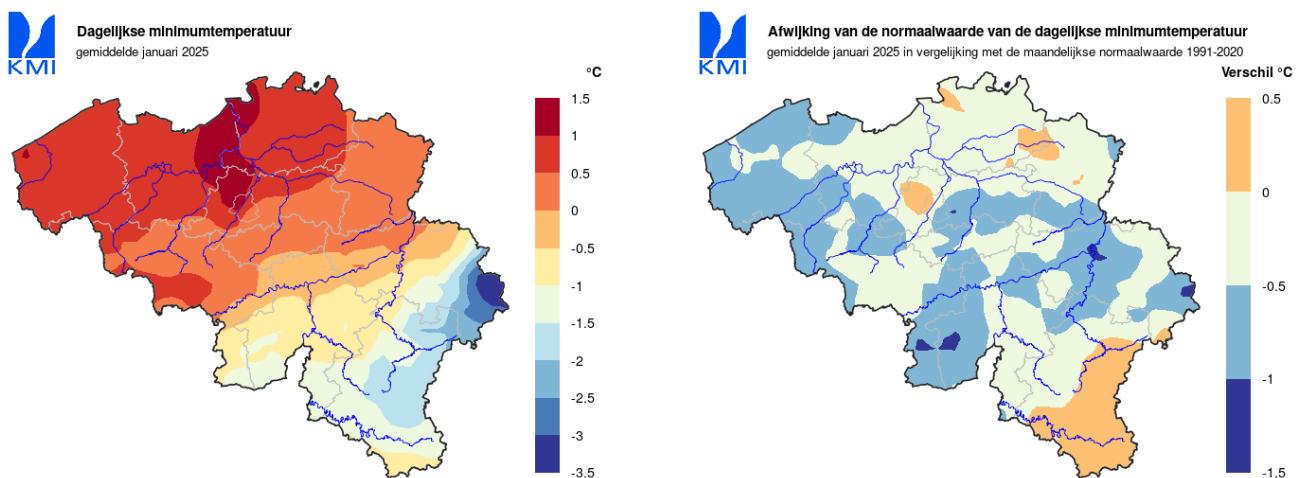 KMI
Dagelijkse minimumtemperatuur
gemiddelde januari 2025
°C
1.5
1
0.5
0
-0.5
-1
-1.5
-2
-2.5
-3
-3.5
KMI
Afwijking van de normaalwaarde van de dagelijkse minimumtemperatuur
gemiddelde januari 2025 in vergelijking met de maandelijkse normaalwaarde 1991-2020
Verschil °C
0.5
0
-0.5
-1
-1.5